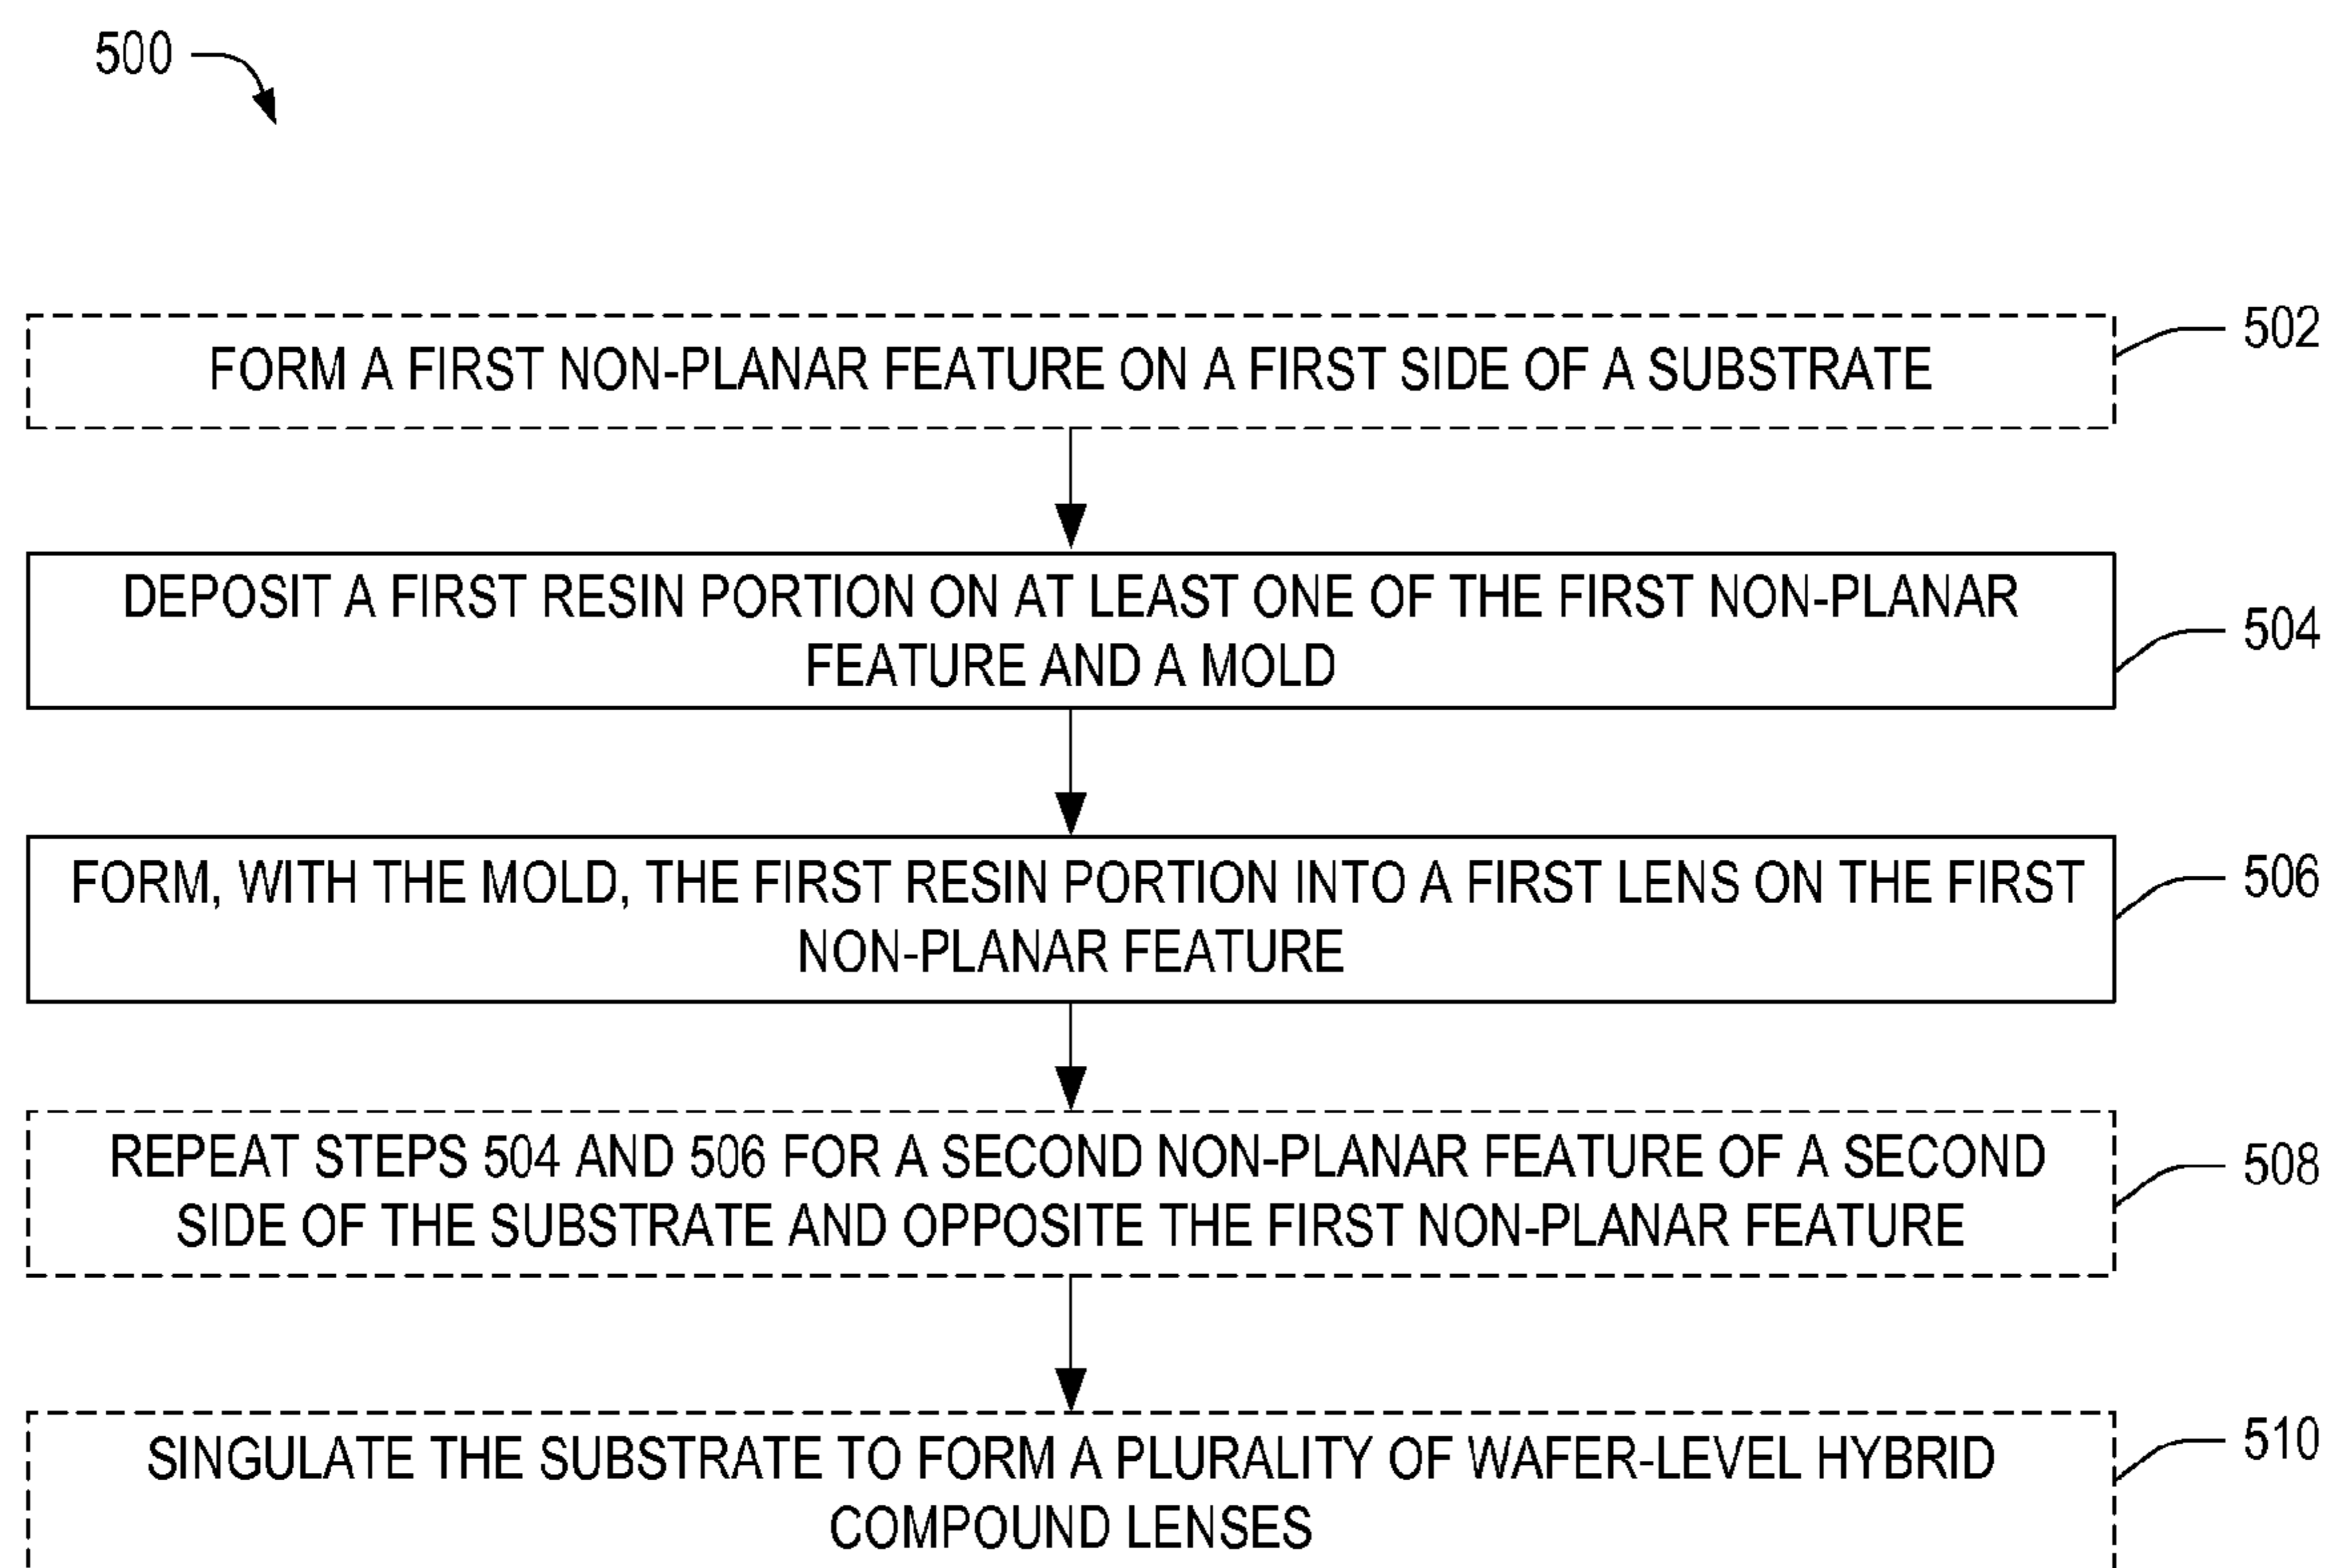 500
FORM A FIRST NON-PLANAR FEATURE ON A FIRST SIDE OF A SUBSTRATE
502
DEPOSIT A FIRST RESIN PORTION ON AT LEAST ONE OF THE FIRST NON-PLANAR
FEATURE AND A MOLD
504
FORM, WITH THE MOLD, THE FIRST RESIN PORTION INTO A FIRST LENS ON THE FIRST
NON-PLANAR FEATURE
506
REPEAT STEPS 504 AND 506 FOR A SECOND NON-PLANAR FEATURE OF A SECOND
SIDE OF THE SUBSTRATE AND OPPOSITE THE FIRST NON-PLANAR FEATURE
508
SINGULATE THE SUBSTRATE TO FORM A PLURALITY OF WAFER-LEVEL HYBRID
COMPOUND LENSES
510